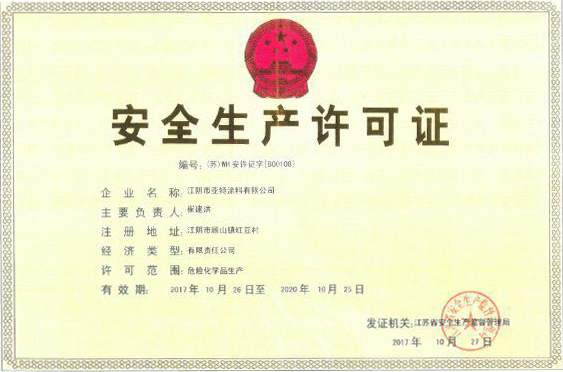 安全生产许可证
编号：(苏)WH安许证字[B00108]
企业名称：江阴市亚特涂料有限公司
主要负责人：崔建洪
注册地址：江阴市顾山镇红豆村
经济类型：有限责任公司
许可范围：危险化学品生产
有效期：2017年10月26日至 2020年10月25日
发证机关：江苏省安全生产监督管理局
2017年 10月 27日